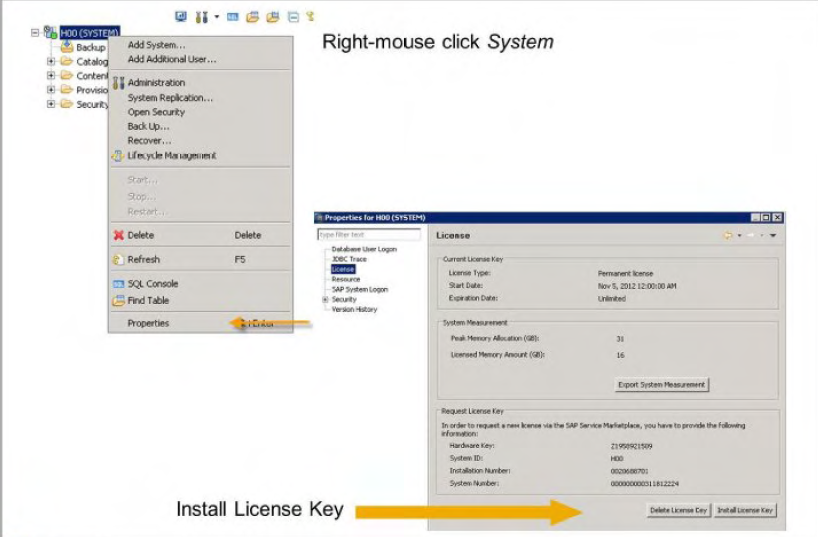 Right-mouse click System
H00 (SYSTEM)
Backup
Catalog
Content
Provisio
Security
Add System...
Add Additional User...
Administration
System Replication...
Open Security
Back Up...
Recover...
Lifecycle Management
Start...
Stop...
Restart...
Delete Delete
Refresh F5
SQL Console
Find Table
Properties Enter
Properties for H00 (SYSTEM)
type filter text
Database User Logon
JDBC Trace
License
Resource
SAP System Logon
Security
Version History
License
Current License Key
License Type: Permanent license
Start Date: Nov 5, 2012 12:00:00 AM
Expiration Date: Unlimited
System Measurement
Peak Memory Allocation (GB): 31
Licensed Memory Amount (GB): 16
Export System Measurement
Request License Key
In order to request a new license via the SAP Service Marketplace, you have to provide the following
information:
Hardware Key: Z1958921509
System ID: H00
Installation Number: 0020688701
System Number: 000000000311812224
Delete License Key Install License Key
Install License Key